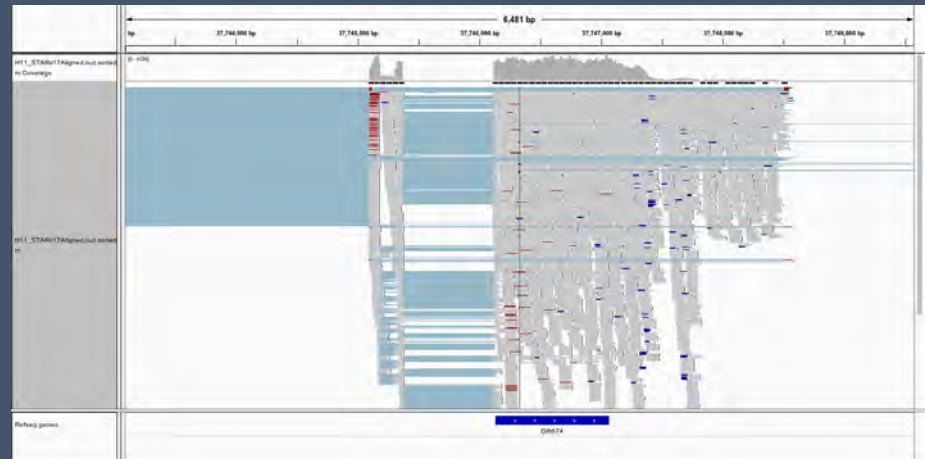 6,481 bp
bp
37,744,000 bp
37,745,000 bp
37,746,000 bp
37,747,000 bp
37,748,000 bp
37,749,000 bp
H11_STARv17Aligned.out.sorted
m Coverage
H11_STARv17Aligned.out.sorted
m
Refseq genes